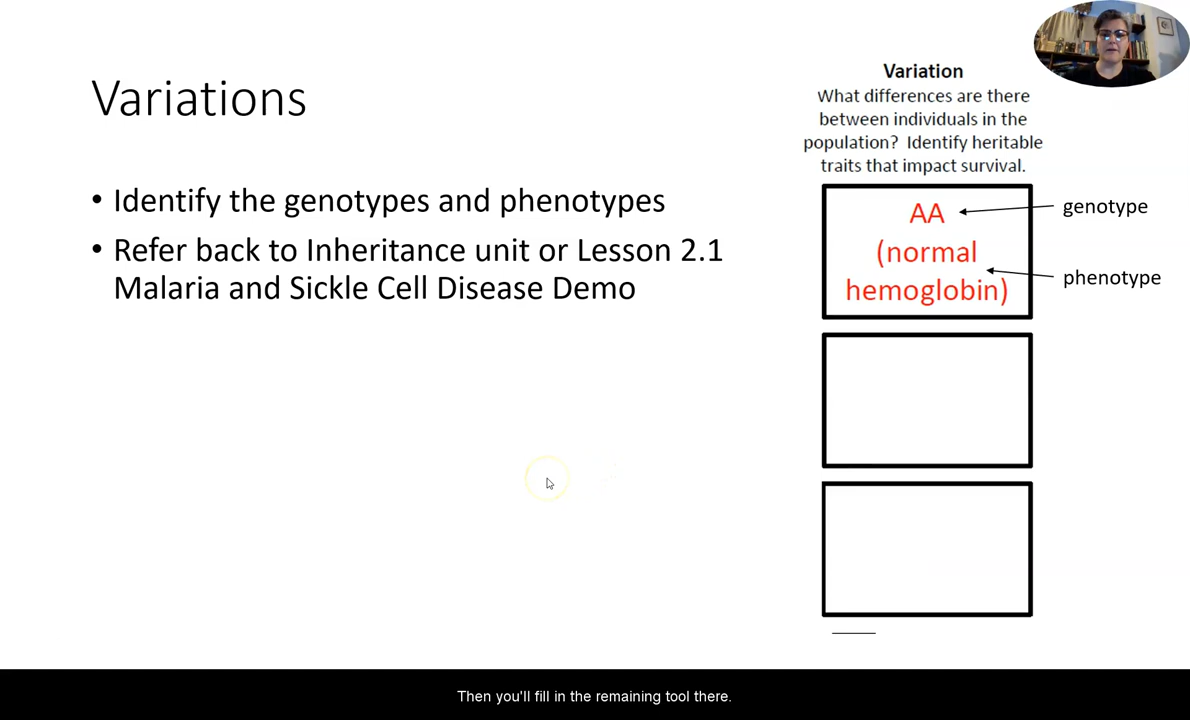 Variations
• Identify the genotypes and phenotypes
• Refer back to Inheritance unit or Lesson 2.1
Malaria and Sickle Cell Disease Demo
Variation
What differences are there
between individuals in the
population? Identify heritable
traits that impact survival.
AA
(normal
hemoglobin)
genotype
phenotype
Then you'll fill in the remaining tool there.